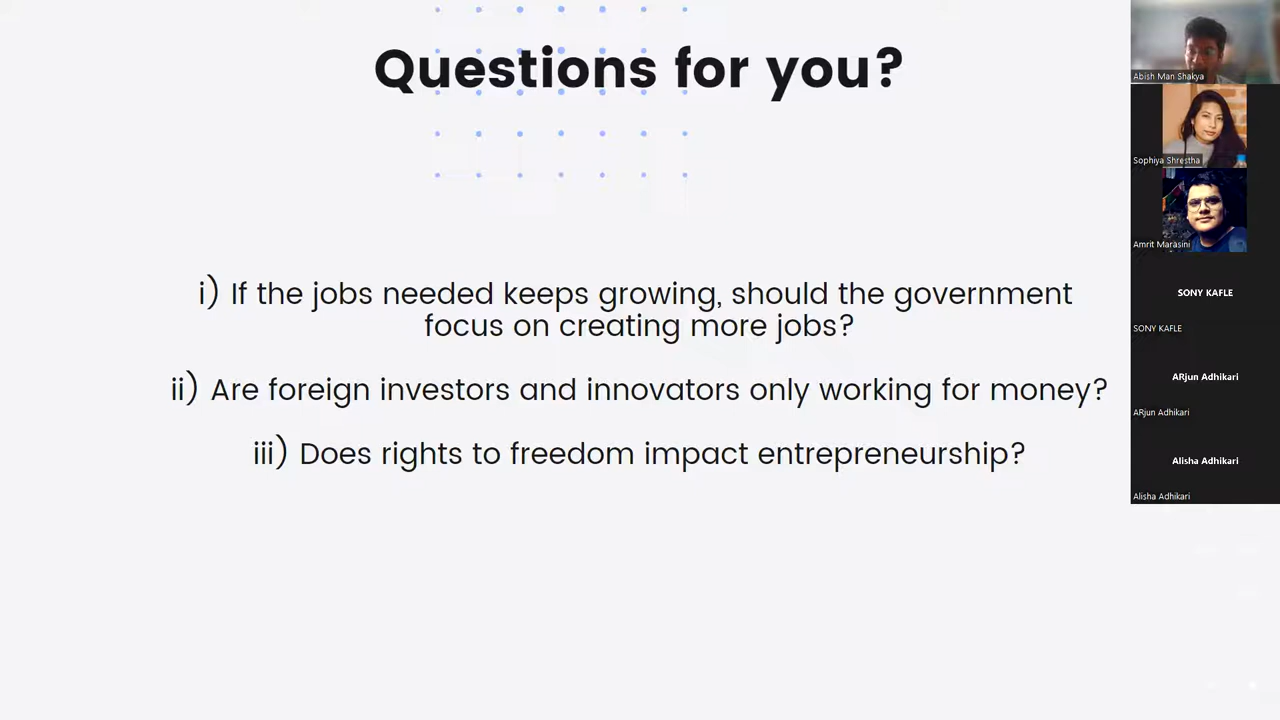 Questions for you?
i) If the jobs needed keeps growing, should the government
focus on creating more jobs?
ii) Are foreign investors and innovators only working for money?
iii) Does rights to freedom impact entrepreneurship?
Abish Man Shakya
Sophiya Shrestha
Amrit Marasini
SONY KAFLE
SONY KAFLE
ARjun Adhikari
ARjun Adhikari
Alisha Adhikari
Alisha Adhikari